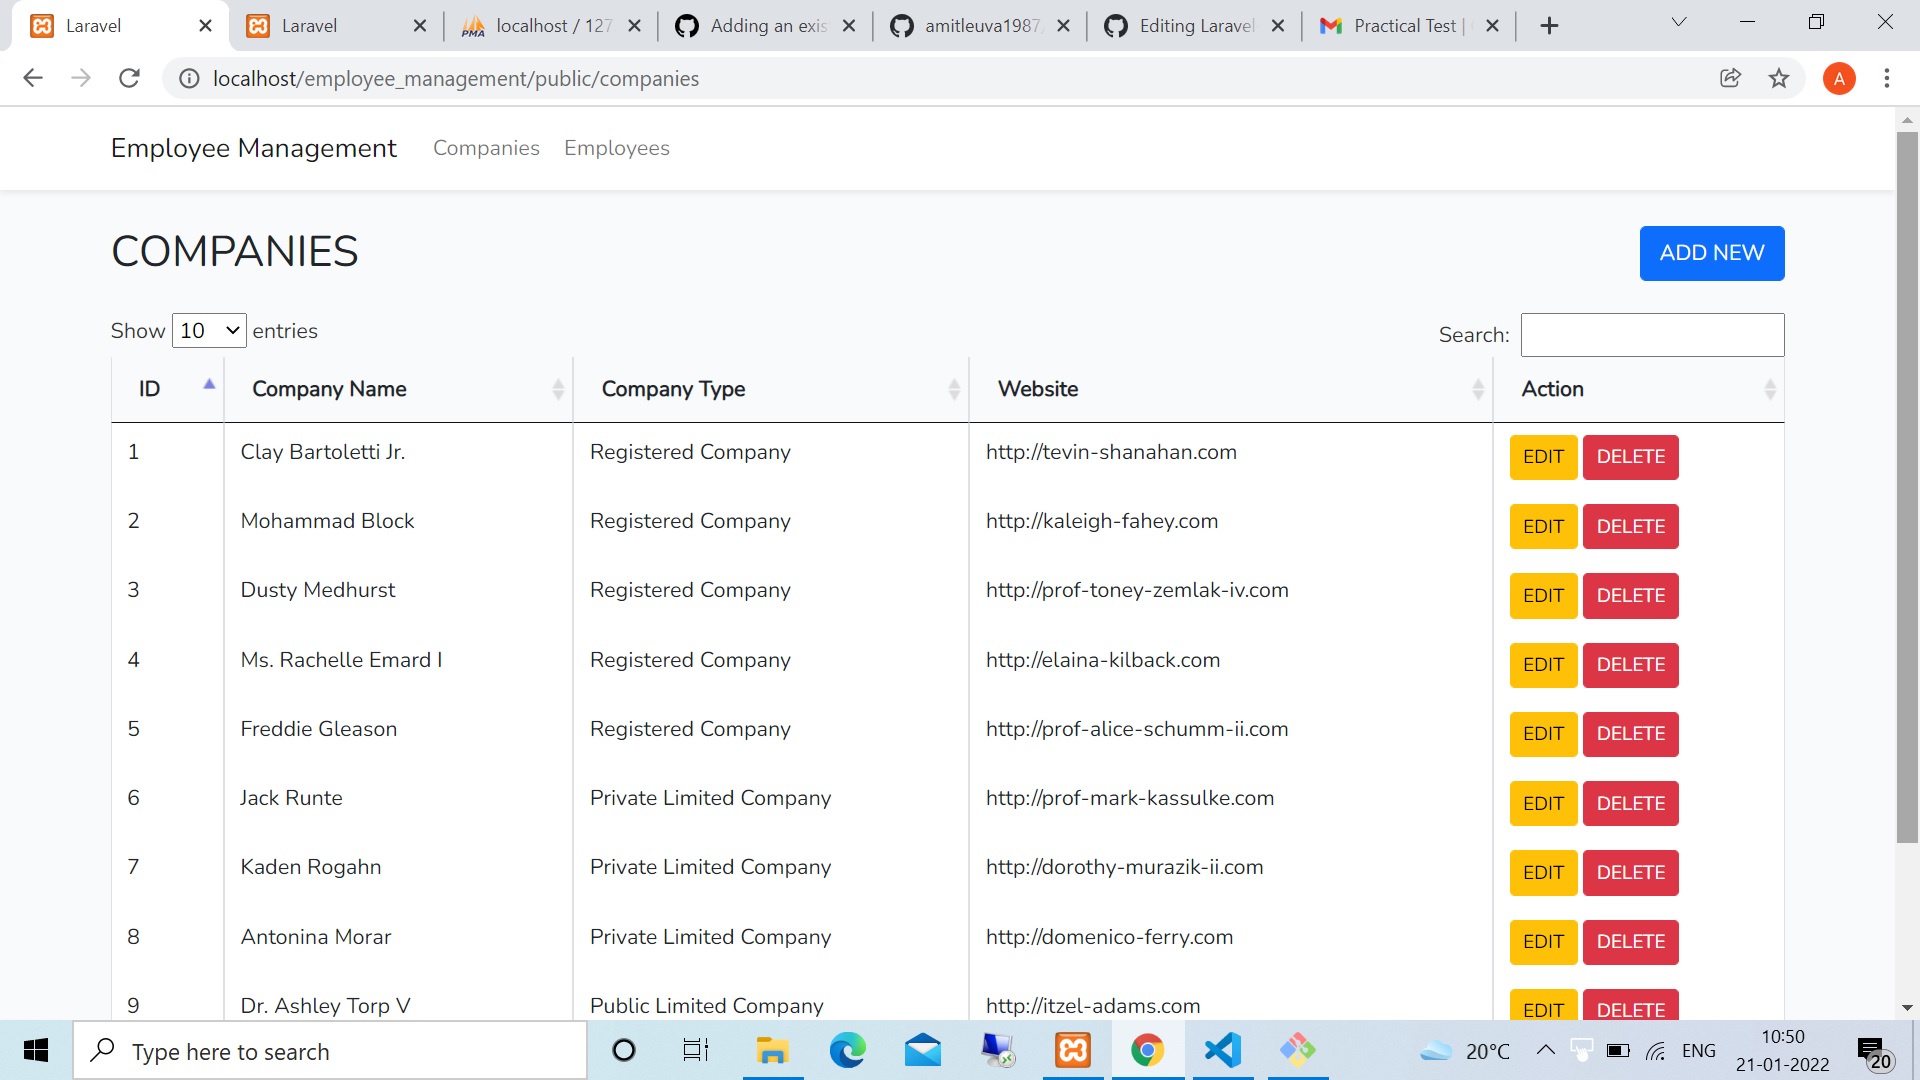 Laravel
Laravel
PMA localhost / 127
Adding an exis
amitleuva1987/
Editing Laravel
Practical Test |
localhost/employee_management/public/companies
A
Employee Management Companies Employees
COMPANIES
ADD NEW
Show 10 entries
Search:
ID Company Name Company Type Website Action
1 Clay Bartoletti Jr. Registered Company http://tevin-shanahan.com EDIT DELETE
2 Mohammad Block Registered Company http://kaleigh-fahey.com EDIT DELETE
3 Dusty Medhurst Registered Company http://prof-toney-zemlak-iv.com EDIT DELETE
4 Ms. Rachelle Emard I Registered Company http://elaina-kilback.com EDIT DELETE
5 Freddie Gleason Registered Company http://prof-alice-schumm-ii.com EDIT DELETE
6 Jack Runte Private Limited Company http://prof-mark-kassulke.com EDIT DELETE
7 Kaden Rogahn Private Limited Company http://dorothy-murazik-ii.com EDIT DELETE
8 Antonina Morar Private Limited Company http://domenico-ferry.com EDIT DELETE
9 Dr. Ashley Torp V Public Limited Company http://itzel-adams.com EDIT DELETE
Type here to search
20°C
ENG
10:50
21-01-2022
20